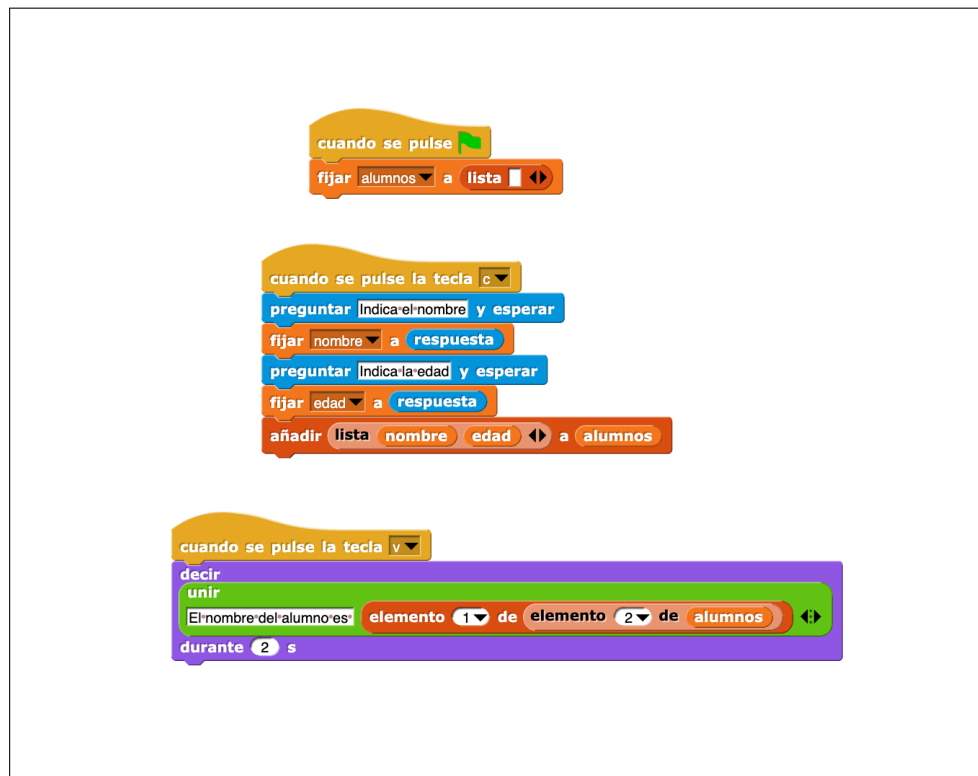 cuando se pulse
fijar alumnos a lista
cuando se pulse la tecla c
preguntar Indica el nombre y esperar
fijar nombre a respuesta
preguntar Indica la edad y esperar
fijar edad a respuesta
añadir lista nombre edad a alumnos
cuando se pulse la tecla v
decir
unir
El nombre del alumno es elemento 1 de elemento 2 de alumnos
durante 2 s